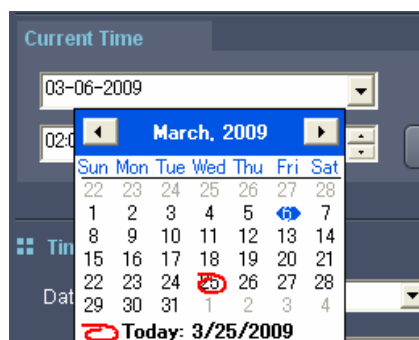 Current Time
03-06-2009
02:0
March, 2009
Sun Mon Tue Wed Thu Fri Sat
22 23 24 25 26 27 28
1 2 3 4 5 6 7
8 9 10 11 12 13 14
15 16 17 18 19 20 21
Tim
22 23 24 25 26 27 28
Dat
29 30 31 1 2 3 4
Today: 3/25/2009